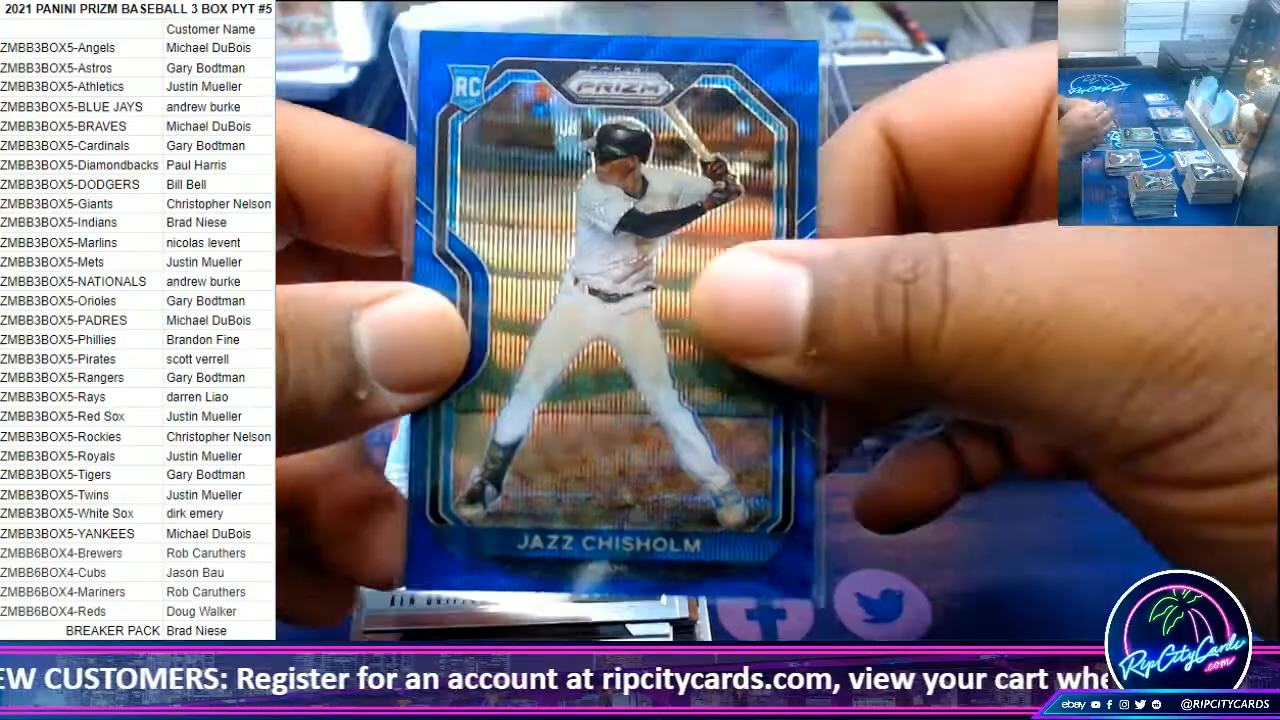 2021 PANINI PRIZM BASEBALL 3 BOX PYT #5
Customer Name
ZMBB3BOX5-Angels Michael DuBois
ZMBB3BOX5-Astros Gary Bodtman
ZMBB3BOX5-Athletics Justin Mueller
ZMBB3BOX5-BLUE JAYS andrew burke
ZMBB3BOX5-BRAVES Michael DuBois
ZMBB3BOX5-Cardinals Gary Bodtman
ZMBB3BOX5-Diamondbacks Paul Harris
ZMBB3BOX5-DODGERS Bill Bell
ZMBB3BOX5-Giants Christopher Nelson
ZMBB3BOX5-Indians Brad Niese
ZMBB3BOX5-Marlins nicolas levent
ZMBB3BOX5-Mets Justin Mueller
ZMBB3BOX5-NATIONALS andrew burke
ZMBB3BOX5-Orioles Gary Bodtman
ZMBB3BOX5-PADRES Michael DuBois
ZMBB3BOX5-Phillies Brandon Fine
ZMBB3BOX5-Pirates scott verrell
ZMBB3BOX5-Rangers Gary Bodtman
ZMBB3BOX5-Rays darren Liao
ZMBB3BOX5-Red Sox Justin Mueller
ZMBB3BOX5-Rockies Christopher Nelson
ZMBB3BOX5-Royals Justin Mueller
ZMBB3BOX5-Tigers Gary Bodtman
ZMBB3BOX5-Twins Justin Mueller
ZMBB3BOX5-White Sox dirk emery
ZMBB3BOX5-YANKEES Michael DuBois
ZMBB6BOX4-Brewers Rob Caruthers
ZMBB6BOX4-Cubs Jason Bau
ZMBB6BOX4-Mariners Rob Caruthers
ZMBB6BOX4-Reds Doug Walker
BREAKER PACK Brad Niese
RC
PRIZM
JAZZ CHISHOLM
MIAMI
KEN
EW CUSTOMERS: Register for an account at ripcitycards.com, view your cart whe
RipCityCards
.com
ebay @RIPCITYCARDS